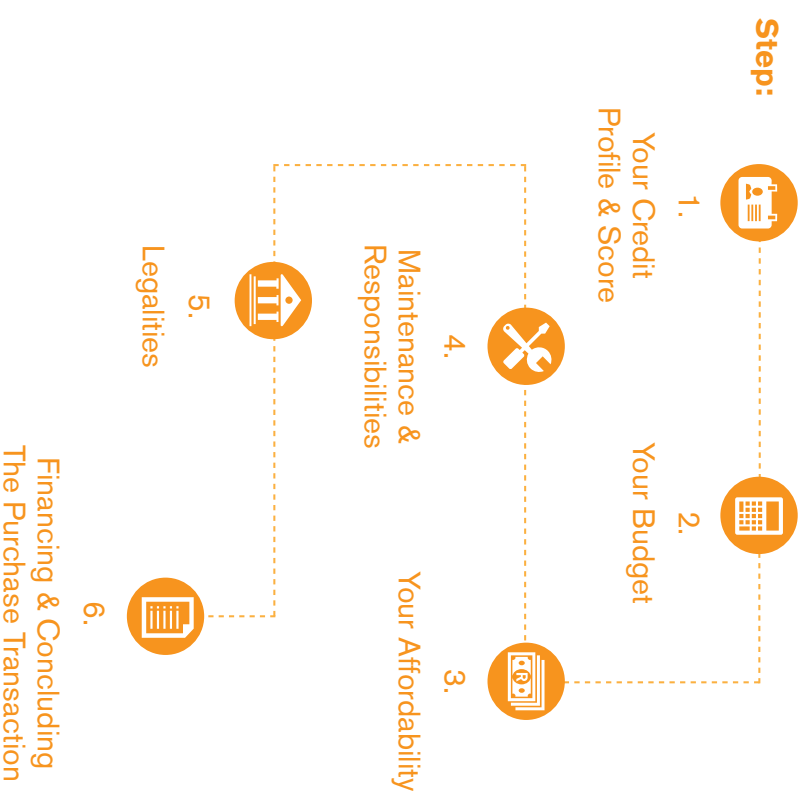 Step:
1.
Your Credit
Profile & Score
2.
Your Budget
3.
Your Affordability
4.
Maintenance &
Responsibilities
5.
Legalities
6.
Financing & Concluding
The Purchase Transaction
R